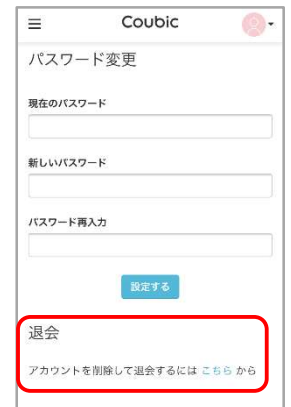 Coubic
パスワード変更
現在のパスワード
新しいパスワード
パスワード再入力
設定する
退会
アカウントを削除して退会するには こちら から